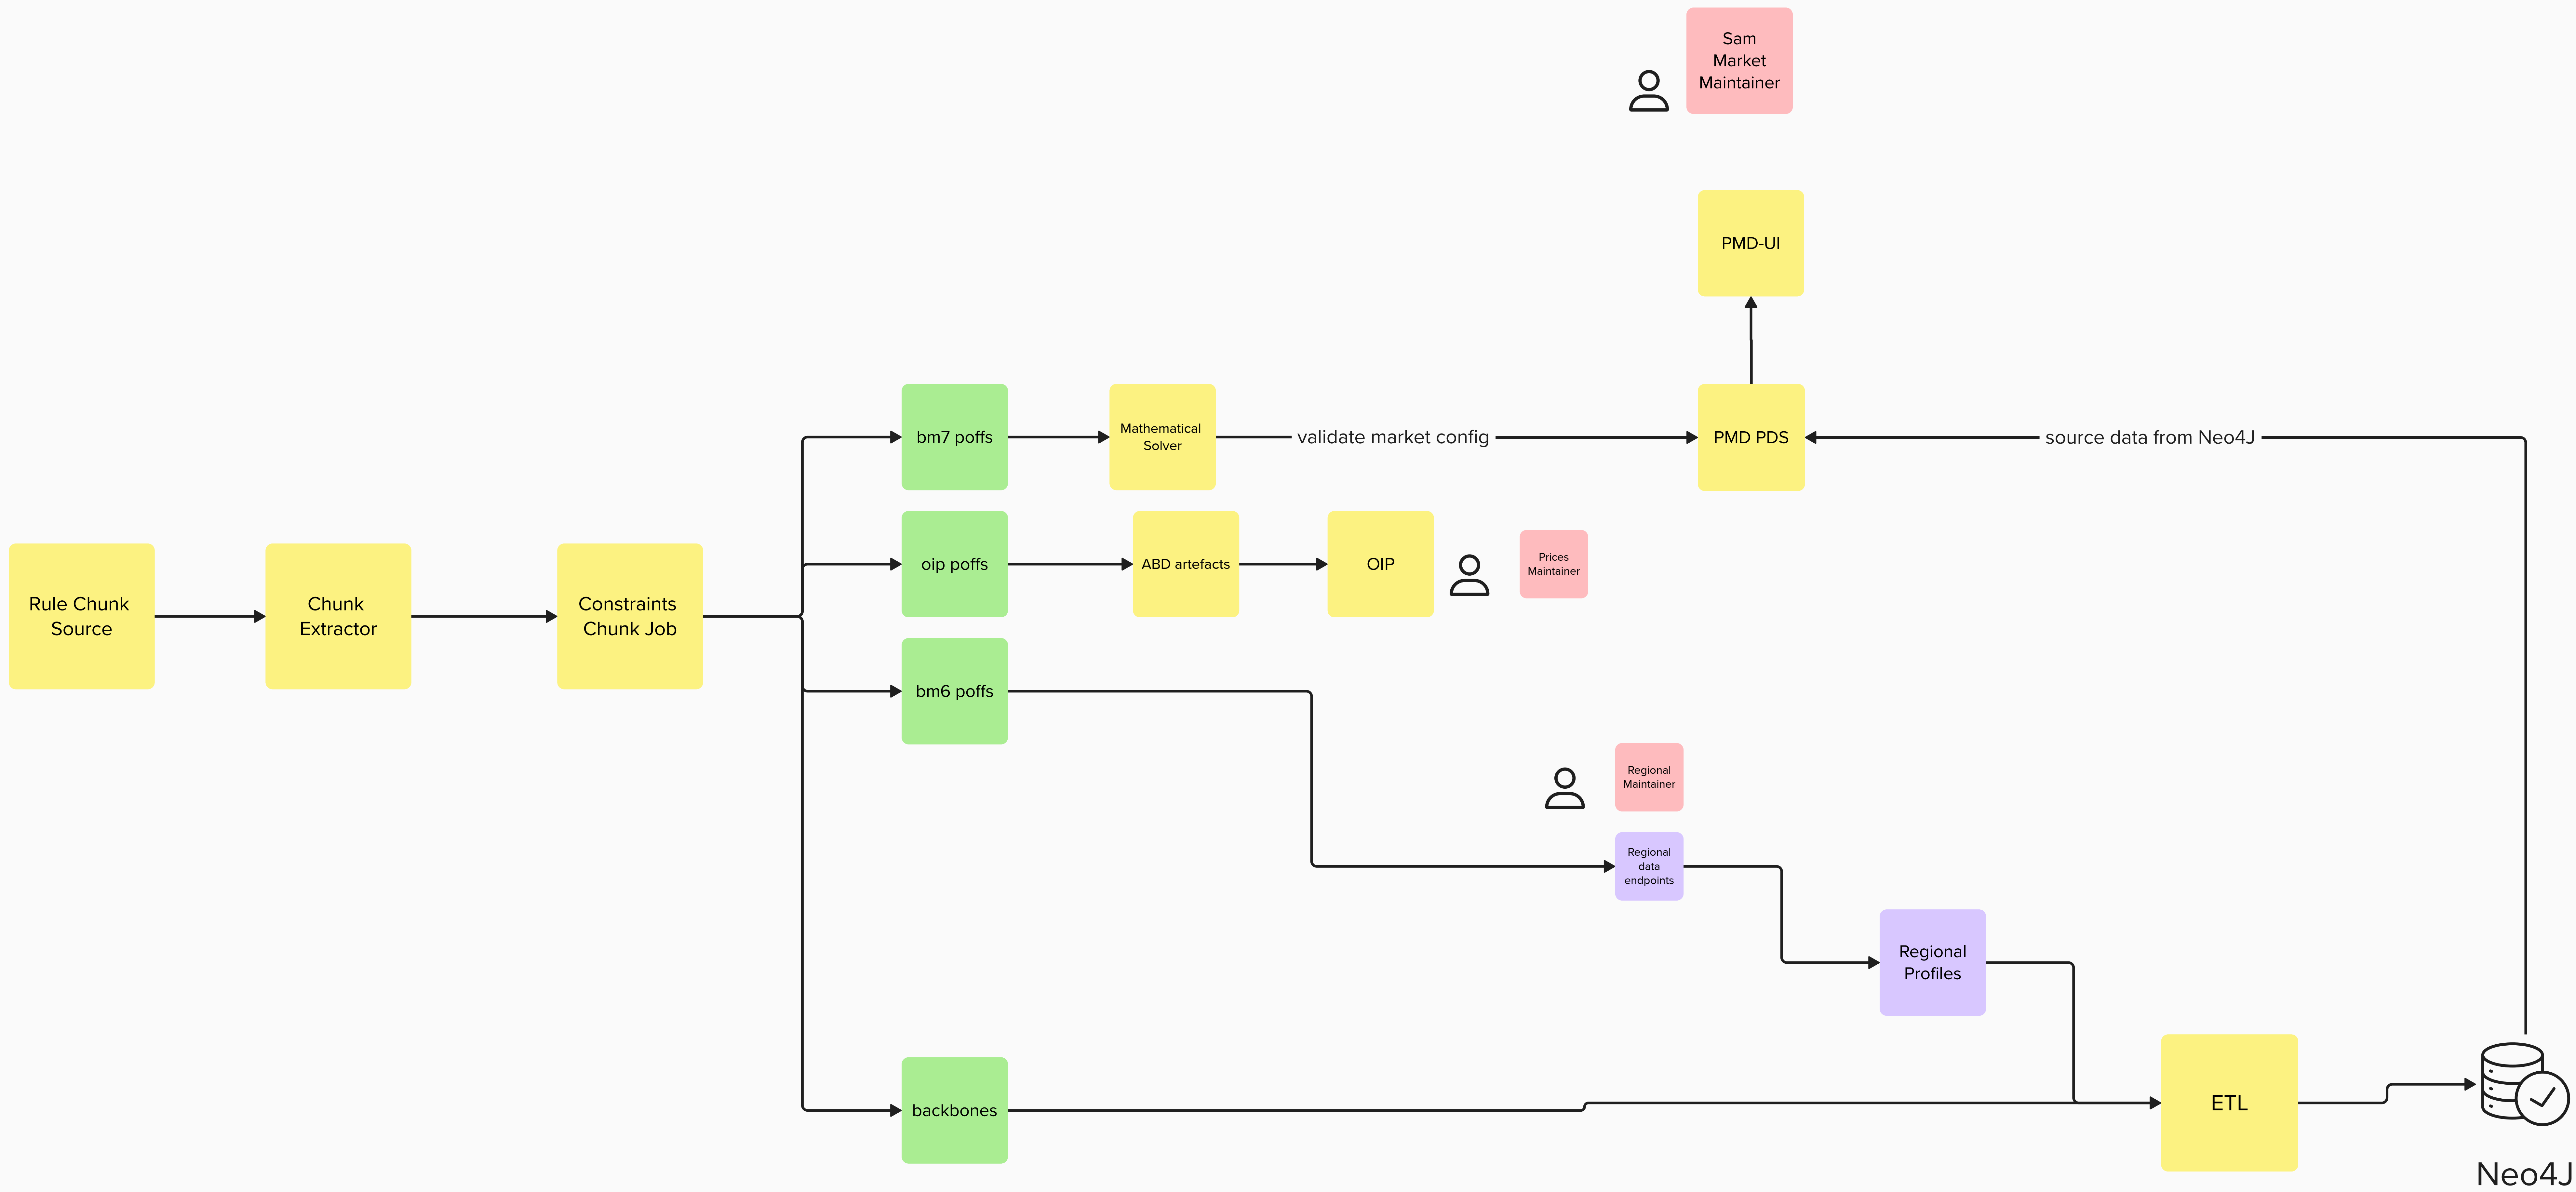 Sam
Market
Maintainer
PMD-UI
bm7 poffs
Mathematical
Solver
validate market config
PMD PDS
source data from Neo4J
oip poffs
ABD artefacts
OIP
Prices
Maintainer
Rule Chunk
Source
Chunk
Extractor
Constraints
Chunk Job
bm6 poffs
Regional
Maintainer
Regional
data
endpoints
Regional
Profiles
backbones
ETL
Neo4J